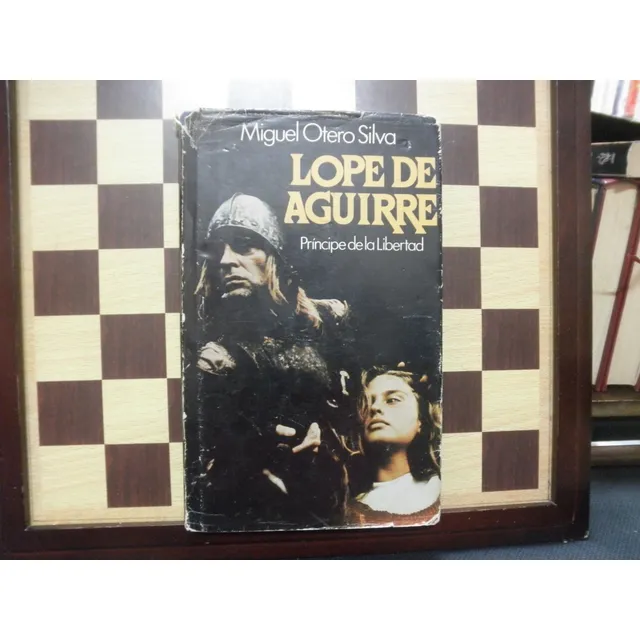 Miguel Otero Silva
LOPE DE
AGUIRRE
Príncipe de la Libertad